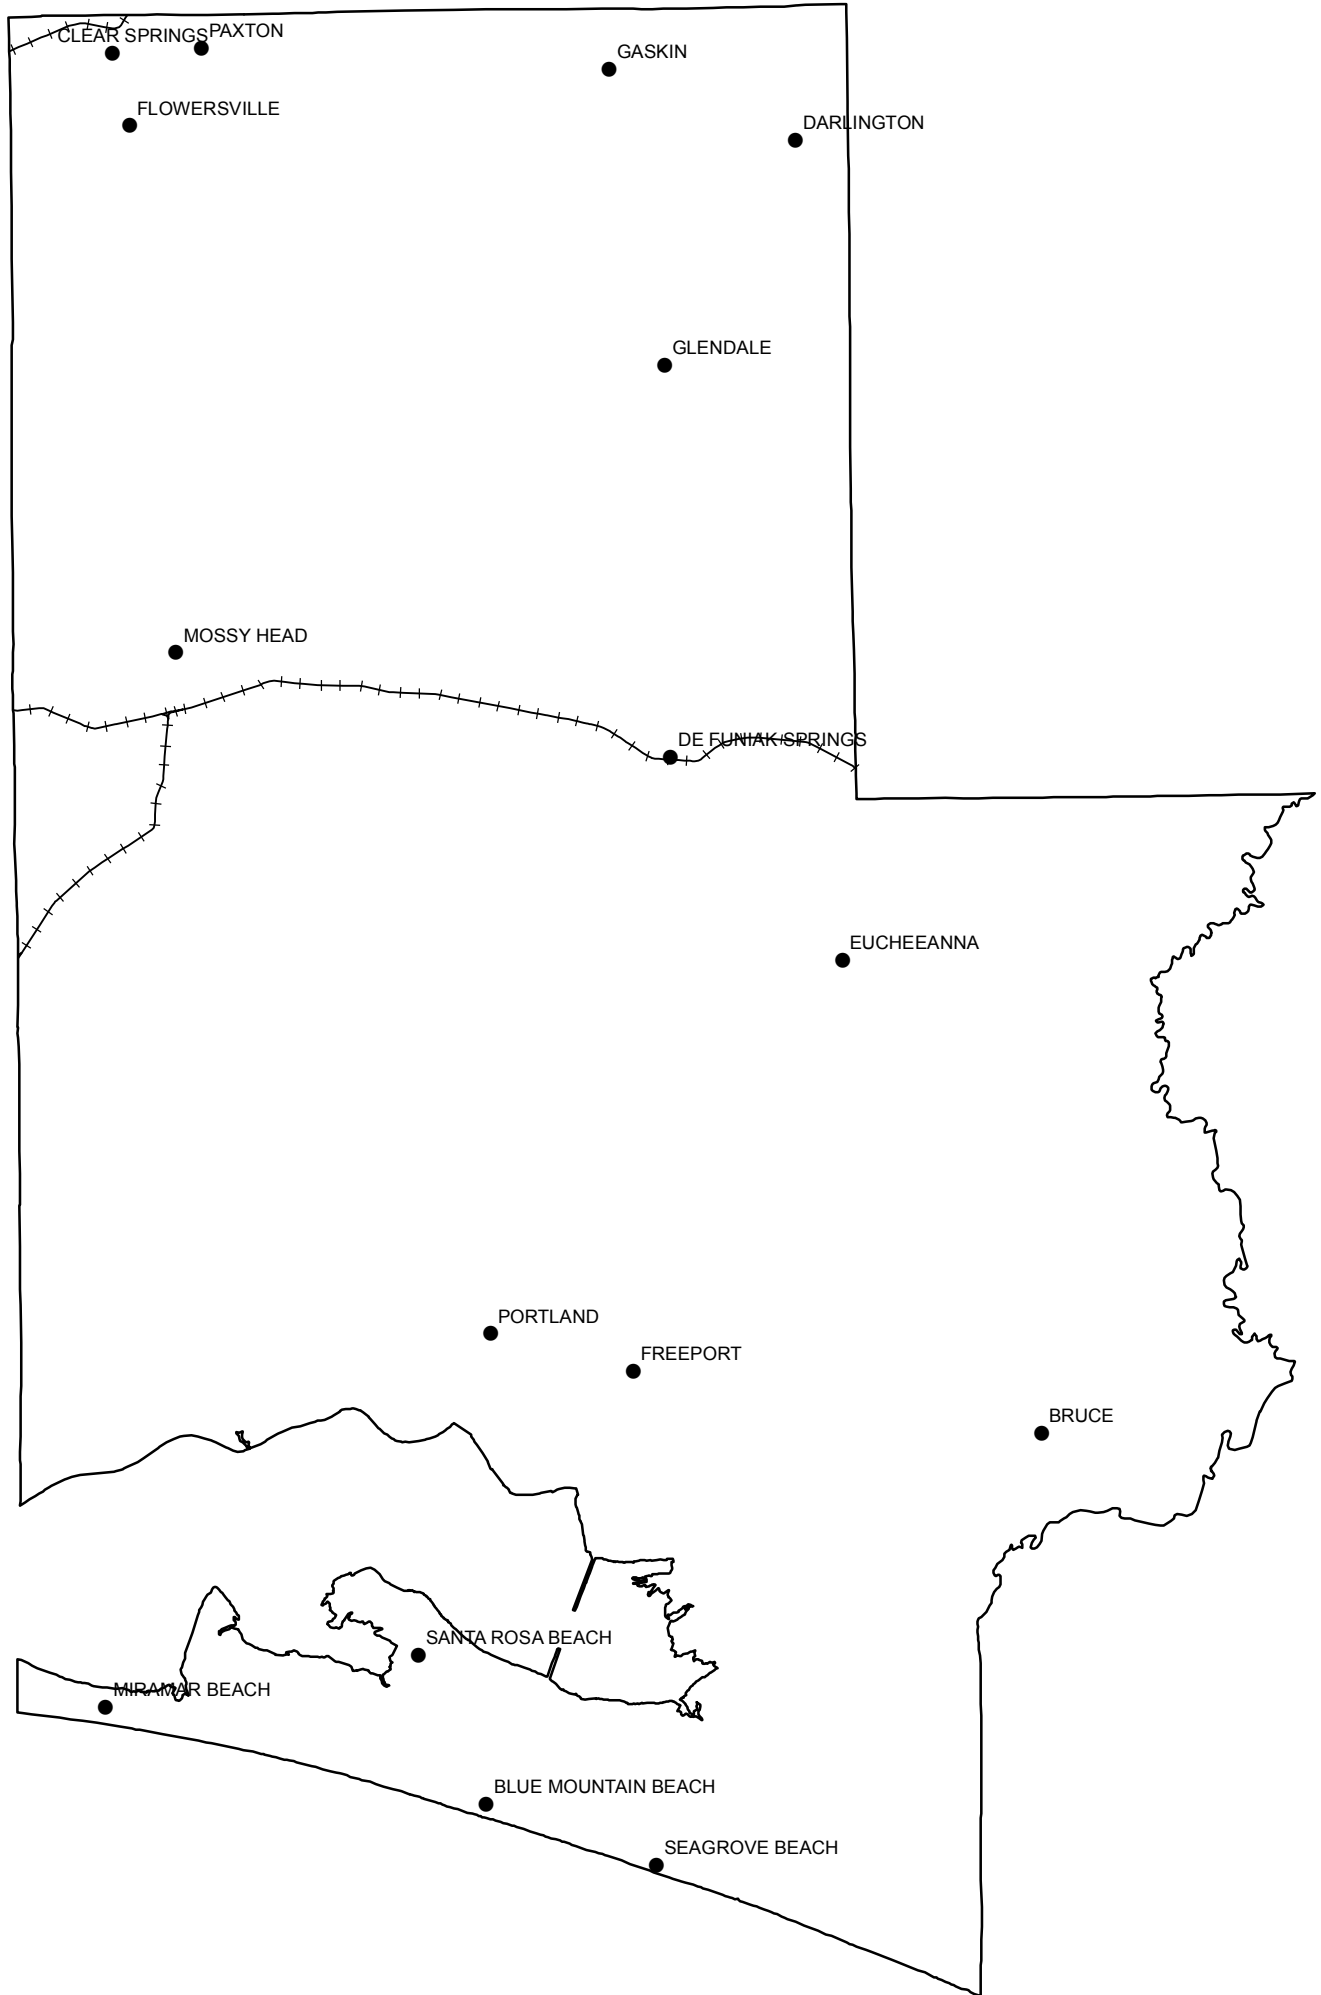 CLEAR SPRINGS
PAXTON
GASKIN
FLOWERSVILLE
DARLINGTON
GLENDALE
MOSSY HEAD
DE FUNIAK SPRINGS
EUCHEEANNA
PORTLAND
FREEPORT
BRUCE
SANTA ROSA BEACH
MIRAMAR BEACH
BLUE MOUNTAIN BEACH
SEAGROVE BEACH